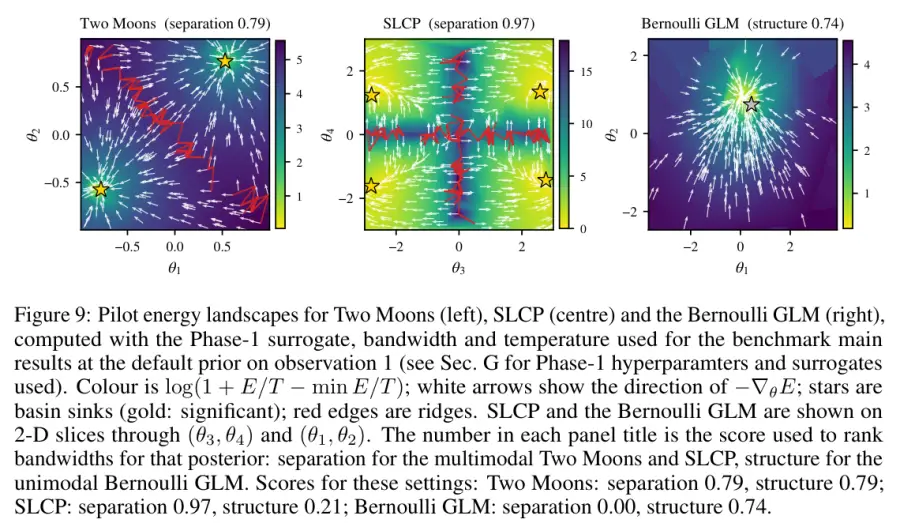 Two Moons (separation 0.79)
SLCP (separation 0.97)
Bernoulli GLM (structure 0.74)
0.5
0.0
−0.5
θ2
−0.5
0.0
0.5
θ1
5
4
3
2
1
2
0
−2
θ4
−2
0
2
θ3
15
10
5
0
2
0
−2
θ2
−2
0
2
θ1
4
3
2
1
Figure 9: Pilot energy landscapes for Two Moons (left), SLCP (centre) and the Bernoulli GLM (right),
computed with the Phase-1 surrogate, bandwidth and temperature used for the benchmark main
results at the default prior on observation 1 (see Sec. G for Phase-1 hyperparamters and surrogates
used). Colour is log(1 + E/T − min E/T); white arrows show the direction of −∇θE; stars are
basin sinks (gold: significant); red edges are ridges. SLCP and the Bernoulli GLM are shown on
2-D slices through (θ3, θ4) and (θ1, θ2). The number in each panel title is the score used to rank
bandwidths for that posterior: separation for the multimodal Two Moons and SLCP, structure for the
unimodal Bernoulli GLM. Scores for these settings: Two Moons: separation 0.79, structure 0.79;
SLCP: separation 0.97, structure 0.21; Bernoulli GLM: separation 0.00, structure 0.74.